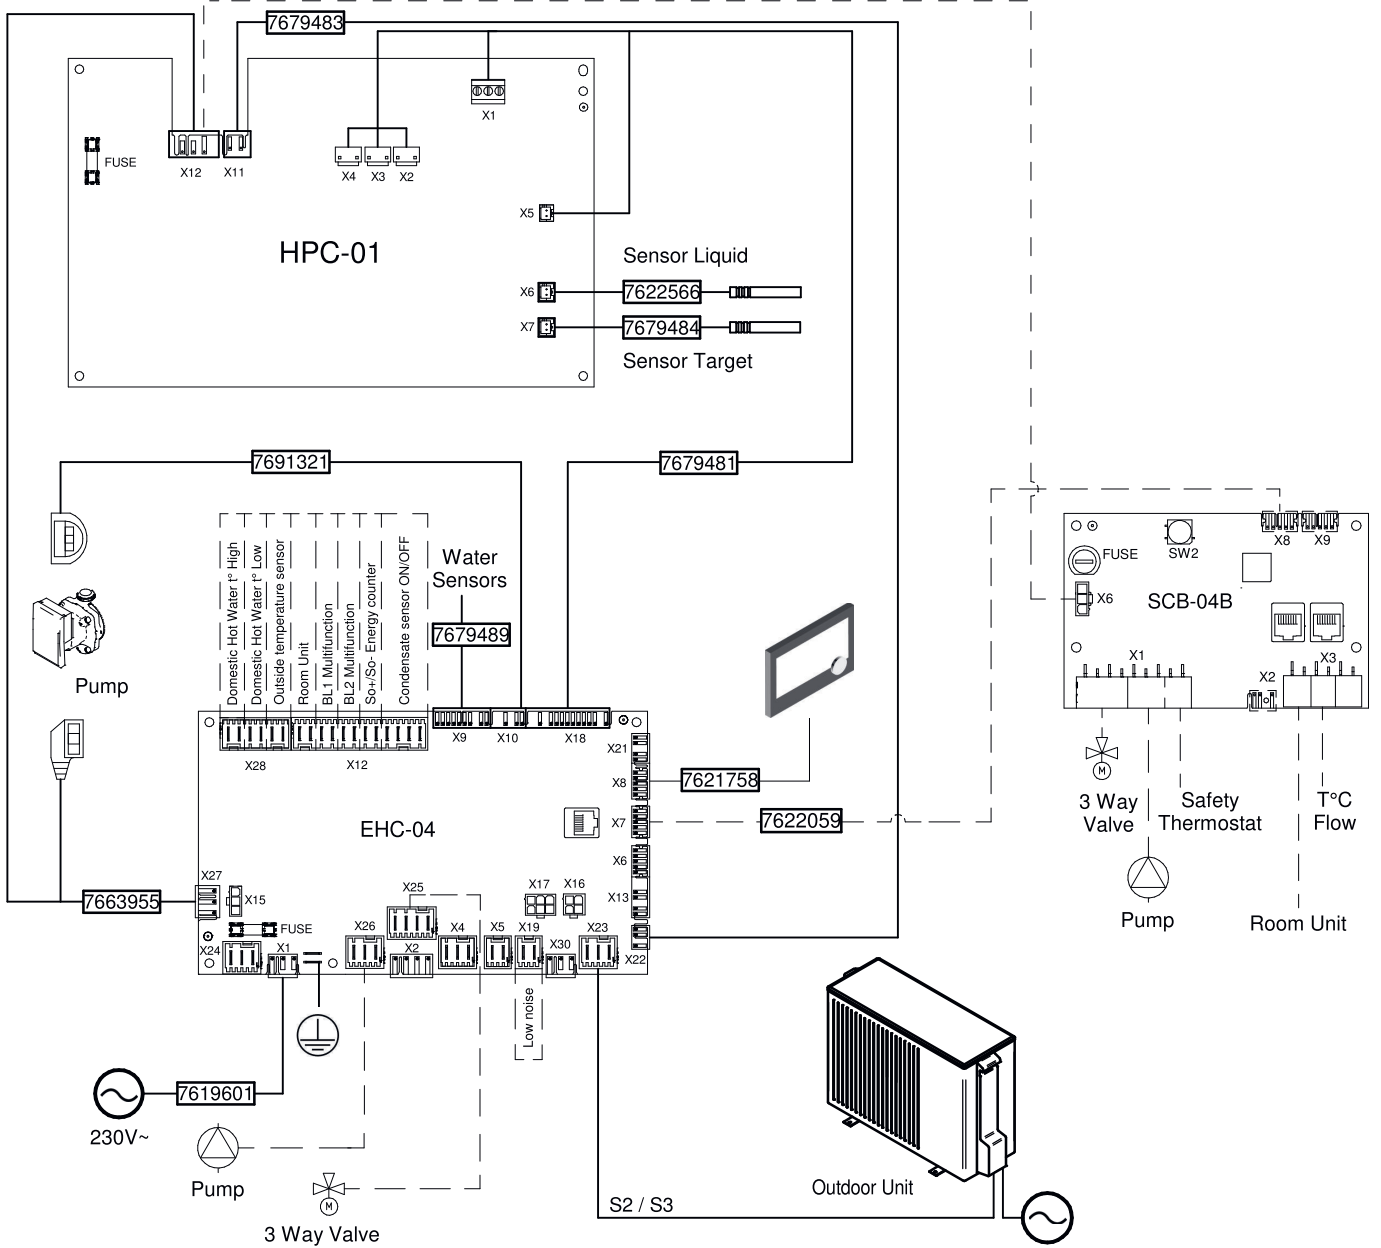 7679483
X1
FUSE
X12
X11
X4
X3
X2
X5
HPC-01
Sensor Liquid
X6
7622566
X7
7679484
Sensor Target
7691321
7679481
Domestic Hot Water t° High
Domestic Hot Water t° Low
Outside temperature sensor
Room Unit
BL1 Multifunction
BL2 Multifunction
So+/So- Energy counter
Condensate sensor ON/OFF
Water
Sensors
7679489
Pump
X9
X10
X18
X28
X12
X21
X8
7621758
EHC-04
X7
7622059
X6
X27
7663955
X15
X25
X17
X16
X13
FUSE
X24
X1
X26
X2
X4
X5
X19
X30
X23
X22
Low noise
7619601
230V~
Pump
M
3 Way Valve
S2 / S3
Outdoor Unit
X8
X9
SW2
FUSE
X6
SCB-04B
X1
X3
X2
M
3 Way
Valve
Safety
Thermostat
T°C
Flow
Pump
Room Unit